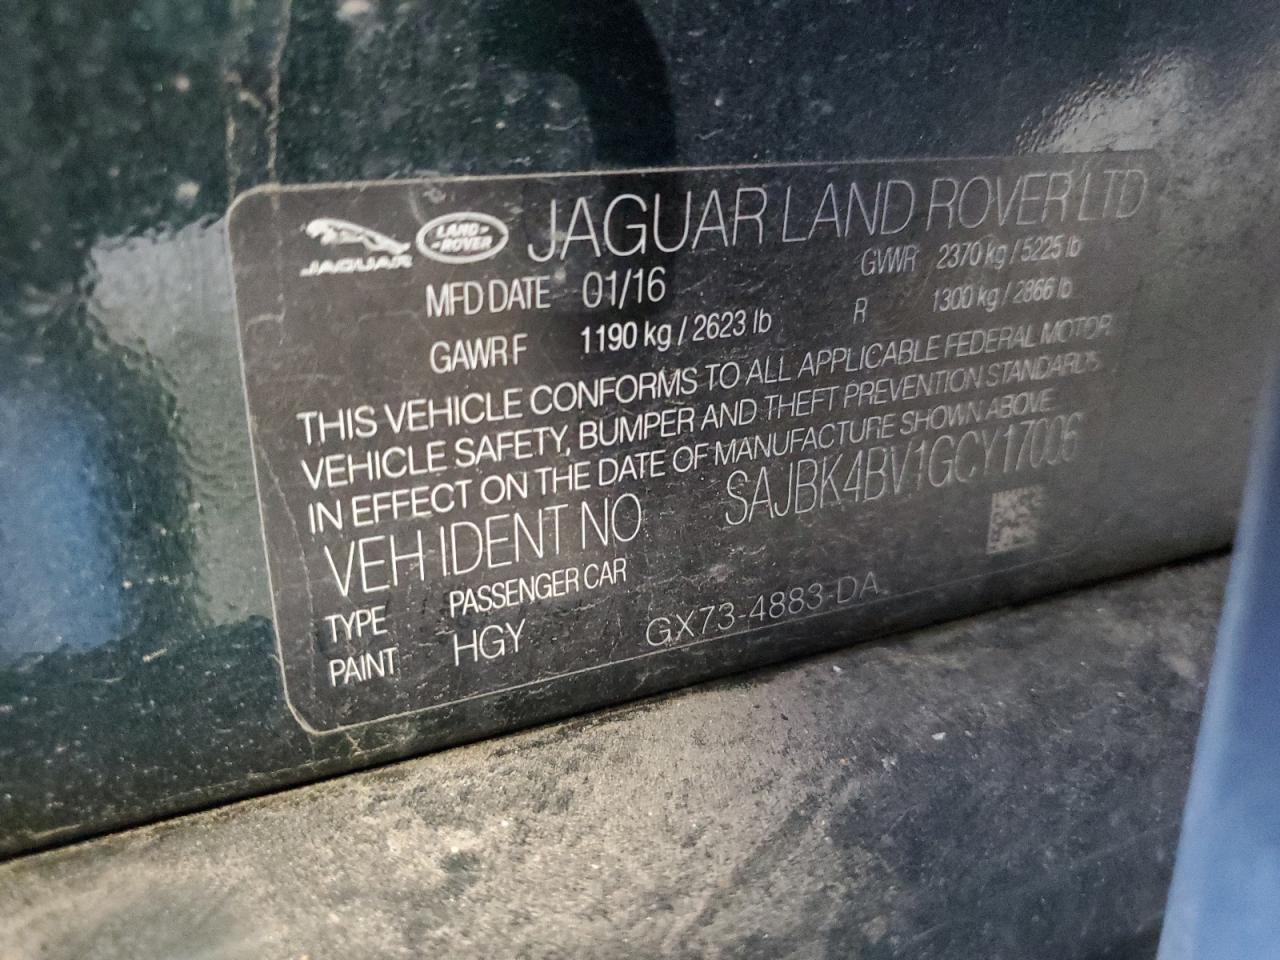 JAGUAR LAND-ROVER JAGUAR LAND ROVER LTD
MFD DATE 01/16 GVWR 2370 kg / 5225 lb
GAWR F 1190 kg / 2623 lb R 1300 kg / 2866 lb
THIS VEHICLE CONFORMS TO ALL APPLICABLE FEDERAL MOTOR
VEHICLE SAFETY, BUMPER AND THEFT PREVENTION STANDARDS
IN EFFECT ON THE DATE OF MANUFACTURE SHOWN ABOVE
VEH IDENT NO SAJBK4BV1GCY17006
TYPE PASSENGER CAR
PAINT HGY GX73-4883-DA